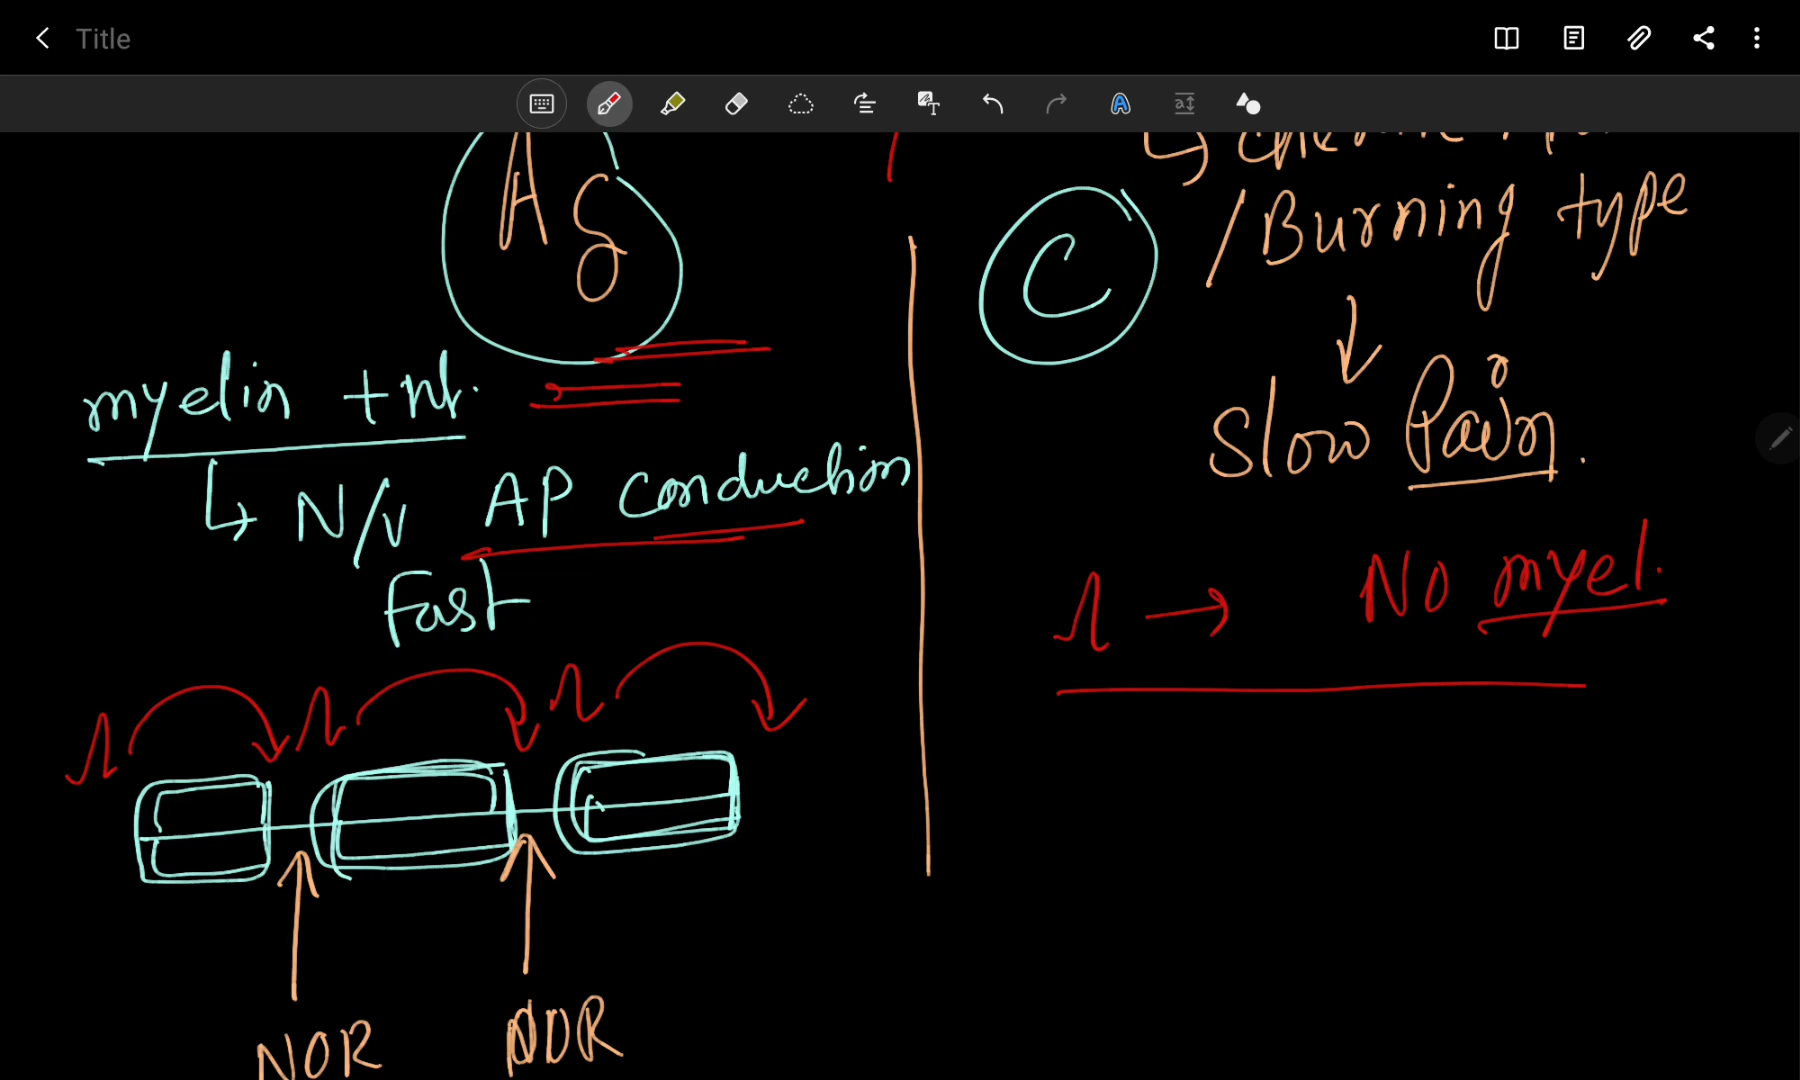 Title
Aδ
myelin +nt.
↳ N/v AP conduction
Fast
NOR NOR
C
/Burning type
↓
Slow Pain.
→ No myel.